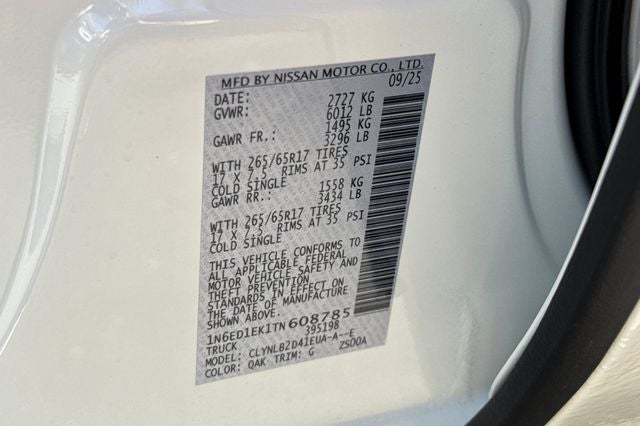 MFD BY NISSAN MOTOR CO., LTD.
DATE: 09/25
GVWR: 2727 KG
6012 LB
GAWR FR.: 1495 KG
3296 LB
WITH 265/65R17 TIRES
17 X 7.5 RIMS AT 35 PSI
COLD SINGLE
GAWR RR.: 1558 KG
3434 LB
WITH 265/65R17 TIRES
17 X 7.5 RIMS AT 35 PSI
COLD SINGLE
THIS VEHICLE CONFORMS TO
ALL APPLICABLE FEDERAL
MOTOR VEHICLE SAFETY AND
THEFT PREVENTION
STANDARDS IN EFFECT ON
THE DATE OF MANUFACTURE
SHOWN ABOVE.
1N6ED1EK1TN608785
TRUCK 395198
MODEL: CLYNLB2D41EUA-A--E
COLOR: QAK TRIM: G ZS00A